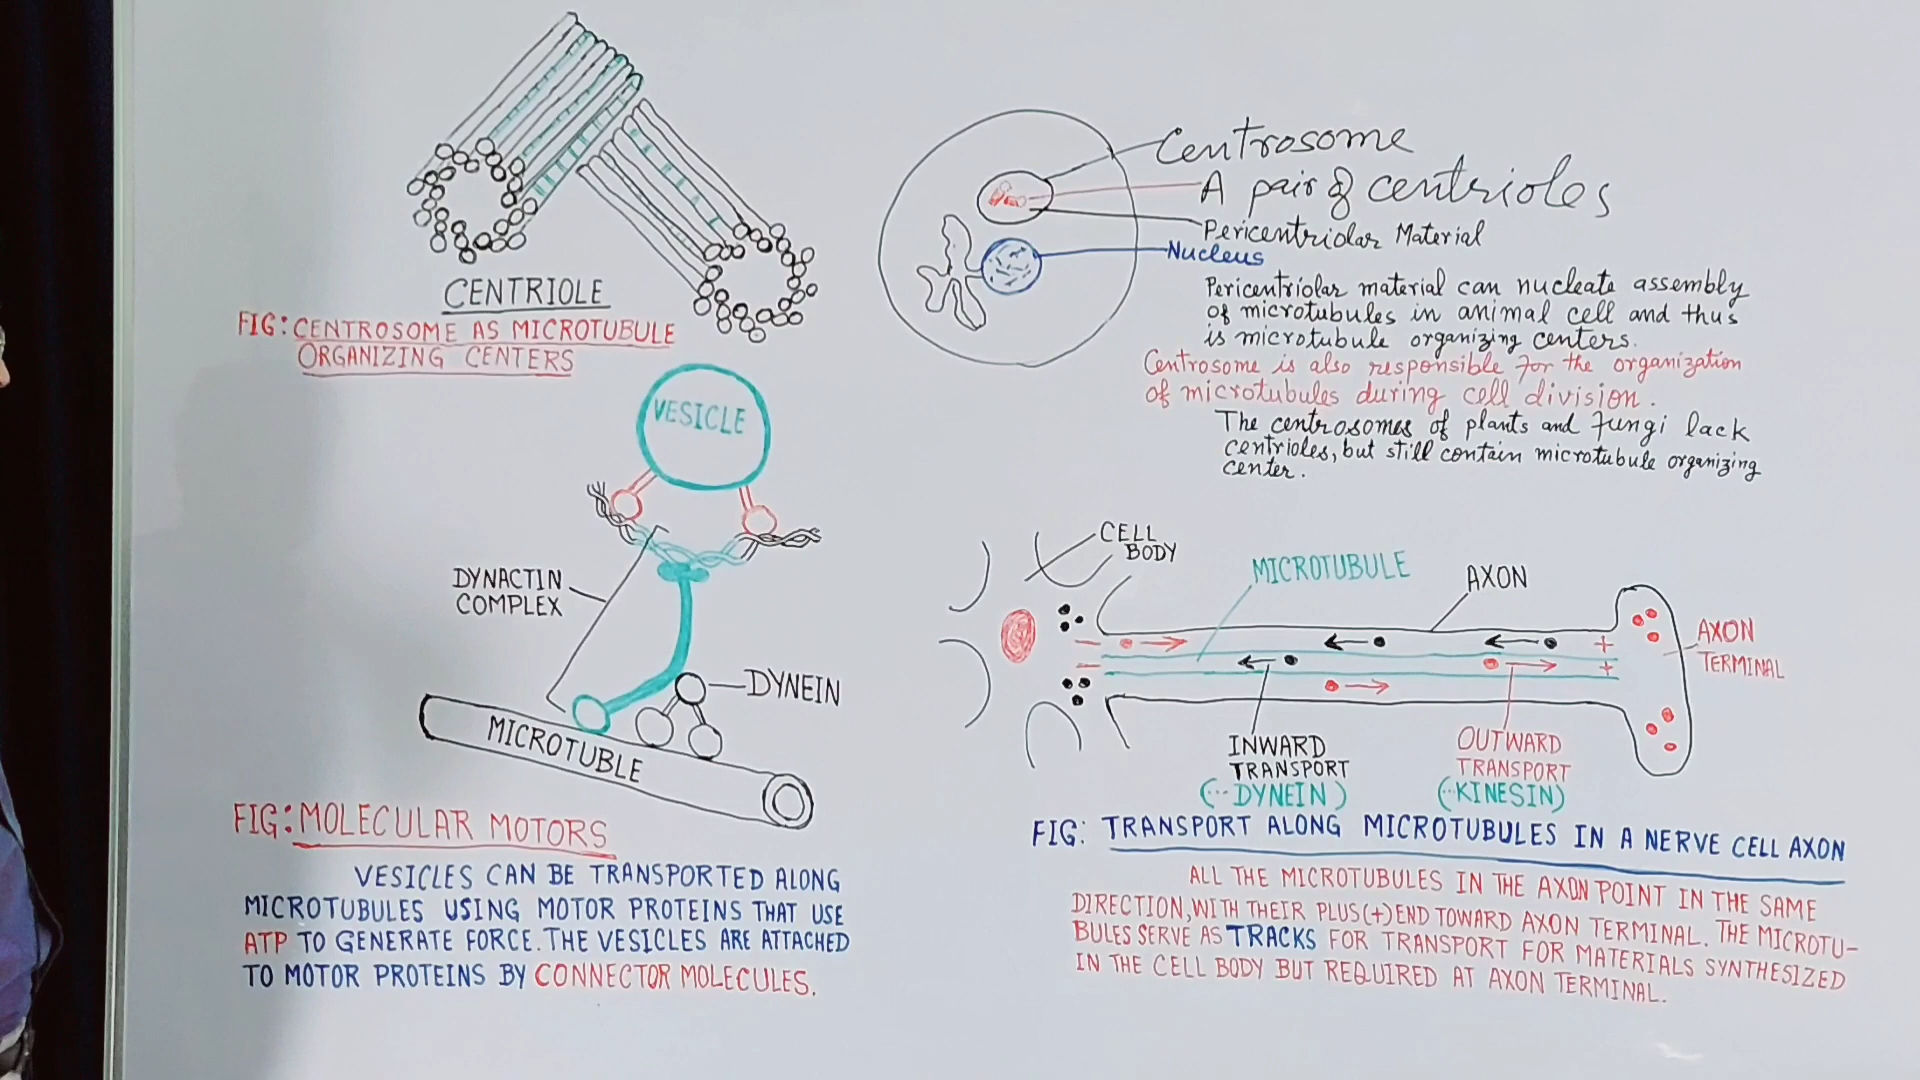 CENTRIOLE
FIG: CENTROSOME AS MICROTUBULE
ORGANIZING CENTERS
Centrosome
A pair of centrioles
Pericentriolar Material
Nucleus
Pericentriolar material can nucleate assembly
of microtubules in animal cell and thus
is microtubule organizing centers.
Centrosome is also responsible for the organization
of microtubules during cell division.
The centrosomes of plants and fungi lack
centrioles, but still contain microtubule organizing
center.
VESICLE
DYNACTIN
COMPLEX
DYNEIN
MICROTUBLE
FIG: MOLECULAR MOTORS
VESICLES CAN BE TRANSPORTED ALONG
MICROTUBULES USING MOTOR PROTEINS THAT USE
ATP TO GENERATE FORCE. THE VESICLES ARE ATTACHED
TO MOTOR PROTEINS BY CONNECTOR MOLECULES.
CELL
BODY
MICROTUBULE
AXON
AXON
TERMINAL
+
+
INWARD
TRANSPORT
(··DYNEIN)
OUTWARD
TRANSPORT
(··KINESIN)
FIG: TRANSPORT ALONG MICROTUBULES IN A NERVE CELL AXON
ALL THE MICROTUBULES IN THE AXON POINT IN THE SAME
DIRECTION, WITH THEIR PLUS(+) END TOWARD AXON TERMINAL. THE MICROTU-
BULES SERVE AS TRACKS FOR TRANSPORT FOR MATERIALS SYNTHESIZED
IN THE CELL BODY BUT REQUIRED AT AXON TERMINAL.